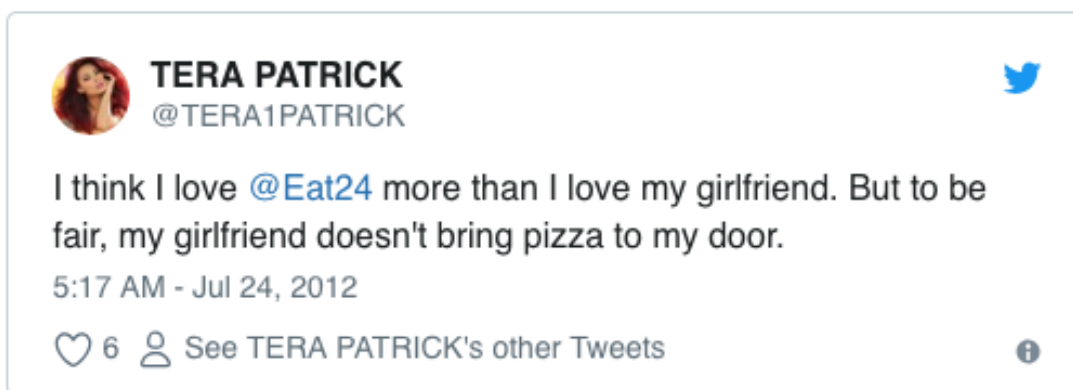 TERA PATRICK
@TERA1PATRICK
I think I love @Eat24 more than I love my girlfriend. But to be
fair, my girlfriend doesn't bring pizza to my door.
5:17 AM - Jul 24, 2012
6 See TERA PATRICK's other Tweets